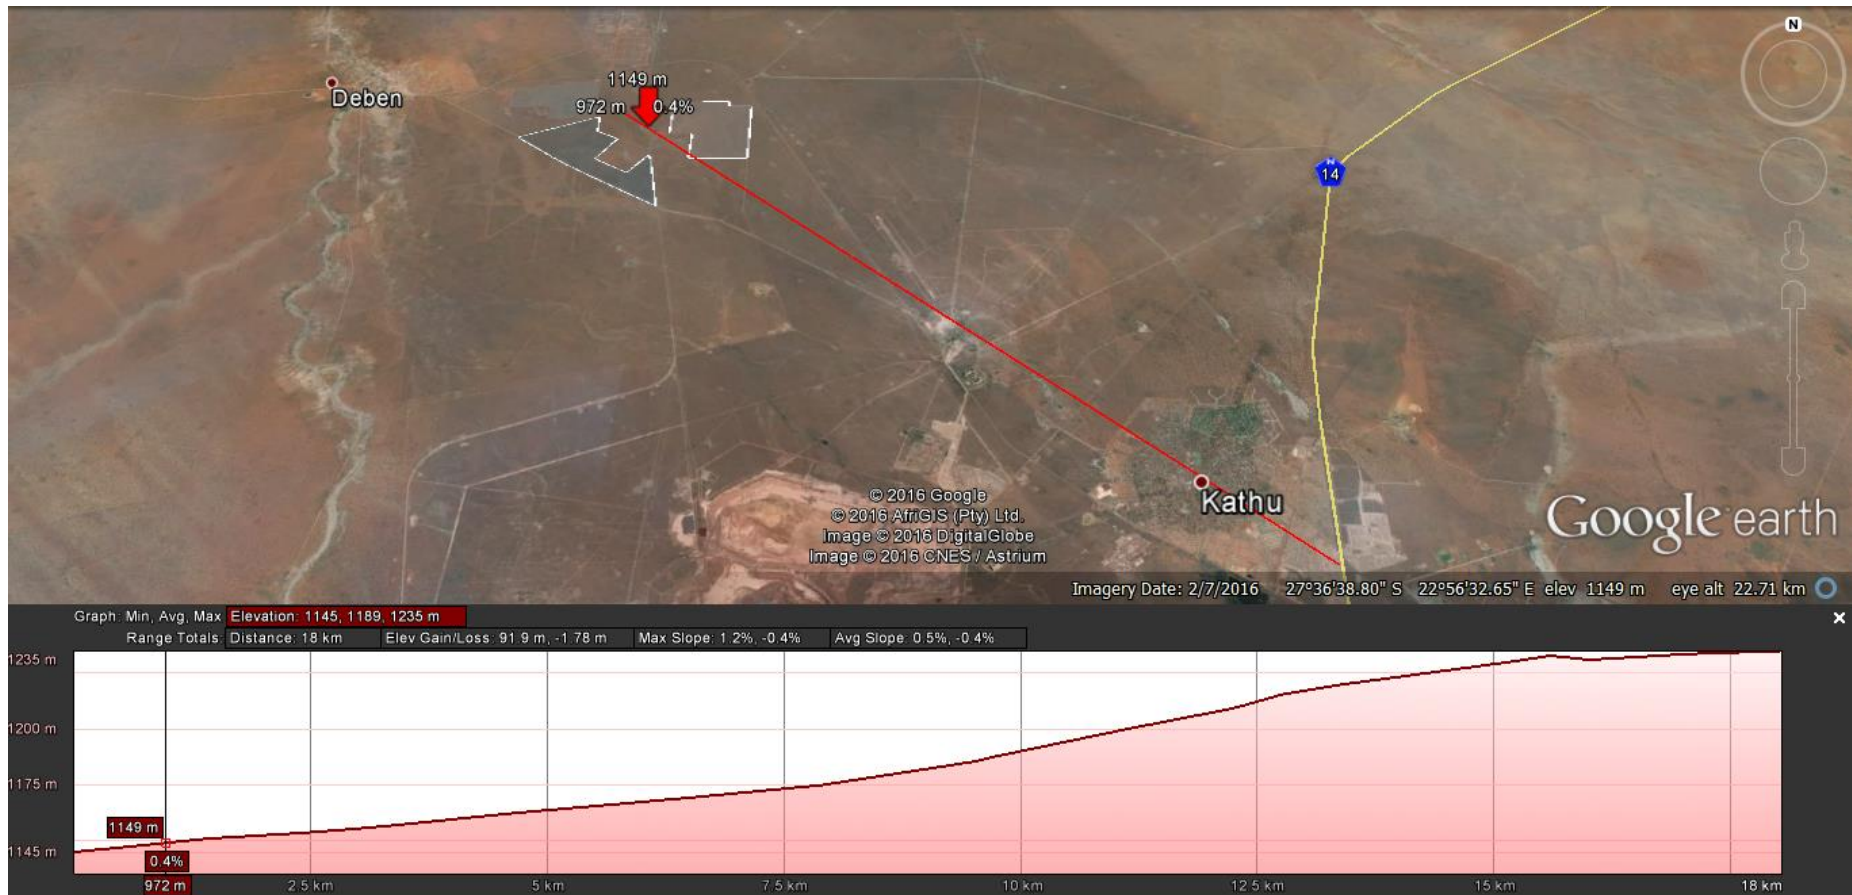 N
1149 m
Deben
972 m 0.4%
N
14
© 2016 Google
Kathu
© 2016 AfriGIS (Pty) Ltd.
Google earth
Image © 2016 DigitalGlobe
Image © 2016 CNES / Astrium
Imagery Date: 2/7/2016 27°36'38.80" S 22°56'32.65" E elev 1149 m eye alt 22.71 km
Graph: Min, Avg, Max Elevation: 1145, 1189, 1235 m
Range Totals: Distance: 18 km Elev Gain/Loss: 91.9 m, -1.78 m Max Slope: 1.2%, -0.4% Avg Slope: 0.5%, -0.4%
1235 m
1200 m
1175 m
1149 m
1145 m
0.4%
972 m 2.5 km 5 km 7.5 km 10 km 12.5 km 15 km 18 km